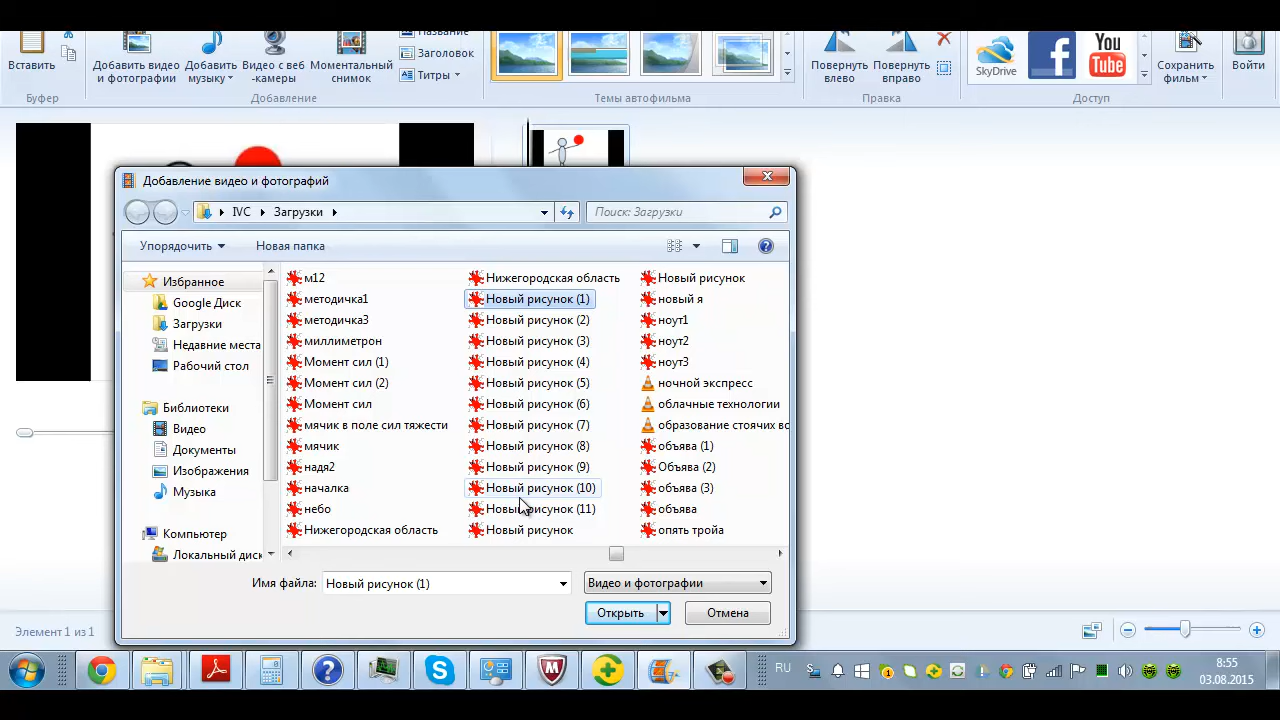 Название
Вставить
Добавить видео и фотографии
Добавить музыку
Видео с веб-камеры
Моментальный снимок
Заголовок
Титры
Повернуть влево
Повернуть вправо
SkyDrive
f
You Tube
Сохранить фильм
Войти
Буфер
Добавление
Темы автофильма
Правка
Доступ
Добавление видео и фотографий
IVC
Загрузки
Поиск: Загрузки
Упорядочить
Новая папка
Избранное
Google Диск
Загрузки
Недавние места
Рабочий стол
Библиотеки
Видео
Документы
Изображения
Музыка
Компьютер
Локальный диск
м12
методичка1
методичка3
миллиметрон
Момент сил (1)
Момент сил (2)
Момент сил
мячик в поле сил тяжести
мячик
надя2
началка
небо
Нижегородская область
Нижегородская область
Новый рисунок (1)
Новый рисунок (2)
Новый рисунок (3)
Новый рисунок (4)
Новый рисунок (5)
Новый рисунок (6)
Новый рисунок (7)
Новый рисунок (8)
Новый рисунок (9)
Новый рисунок (10)
Новый рисунок (11)
Новый рисунок
Новый рисунок
новый я
ноут1
ноут2
ноут3
ночной экспресс
облачные технологии
образование стоячих во
объява (1)
Объява (2)
объява (3)
объява
опять тройа
Имя файла:
Новый рисунок (1)
Видео и фотографии
Открыть
Отмена
Элемент 1 из 1
RU
8:55
03.08.2015